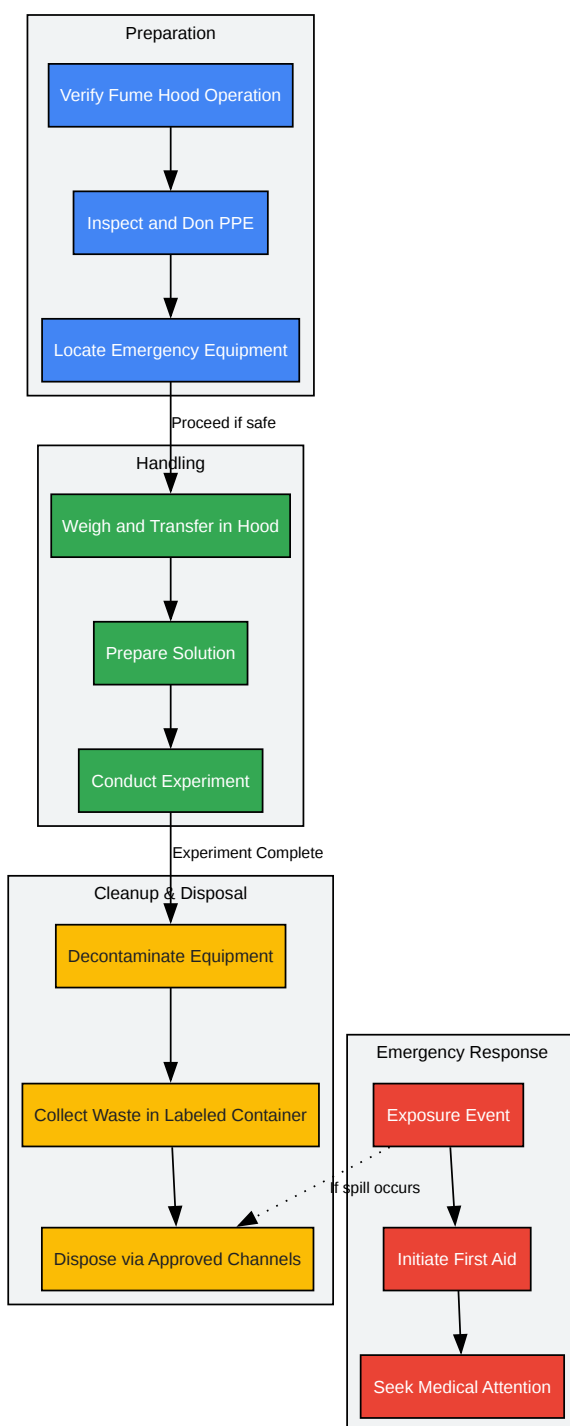 Preparation
Verify Fume Hood Operation
Inspect and Don PPE
Locate Emergency Equipment
Proceed if safe
Handling
Weigh and Transfer in Hood
Prepare Solution
Conduct Experiment
Experiment Complete
Cleanup & Disposal
Decontaminate Equipment
Collect Waste in Labeled Container
Dispose via Approved Channels
Emergency Response
Exposure Event
If spill occurs
Initiate First Aid
Seek Medical Attention